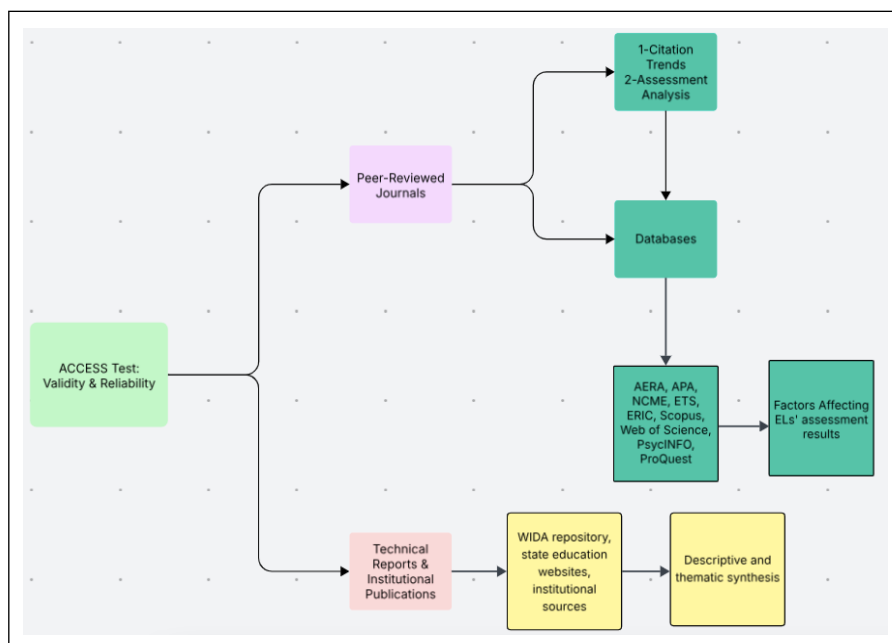 1-Citation
Trends
2-Assessment
Analysis
Peer-Reviewed
Journals
Databases
ACCESS Test:
Validity & Reliability
AERA, APA,
NCME, ETS,
ERIC, Scopus,
Web of Science,
PsycINFO,
ProQuest
Factors Affecting
ELs' assessment
results
Technical
Reports &
Institutional
Publications
WIDA repository,
state education
websites,
institutional
sources
Descriptive and
thematic synthesis